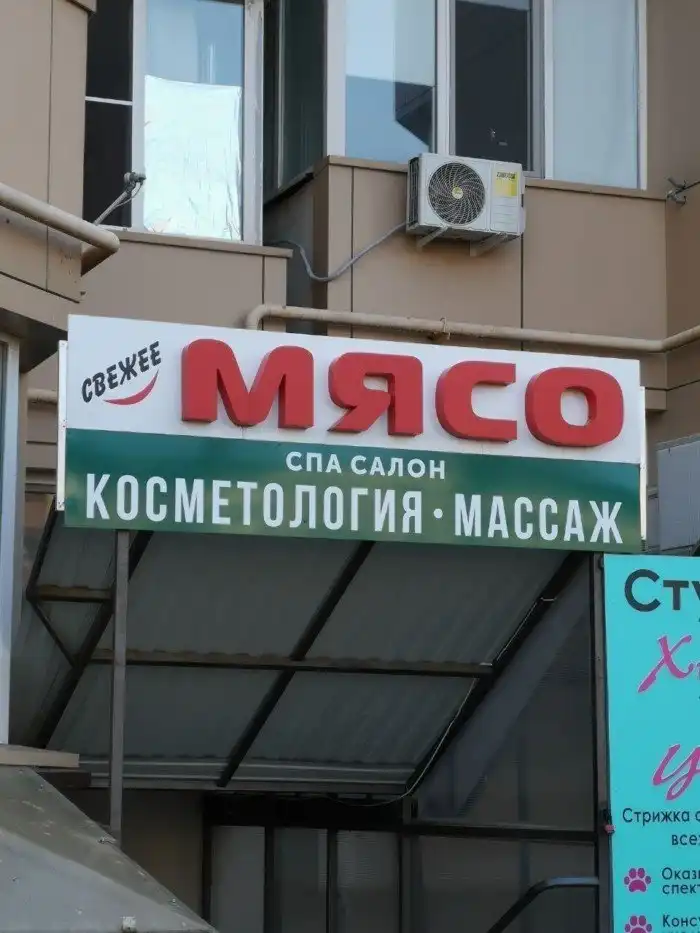 СВЕЖЕЕ
МЯСО
СПА САЛОН
КОСМЕТОЛОГИЯ · МАССАЖ
Стрижка